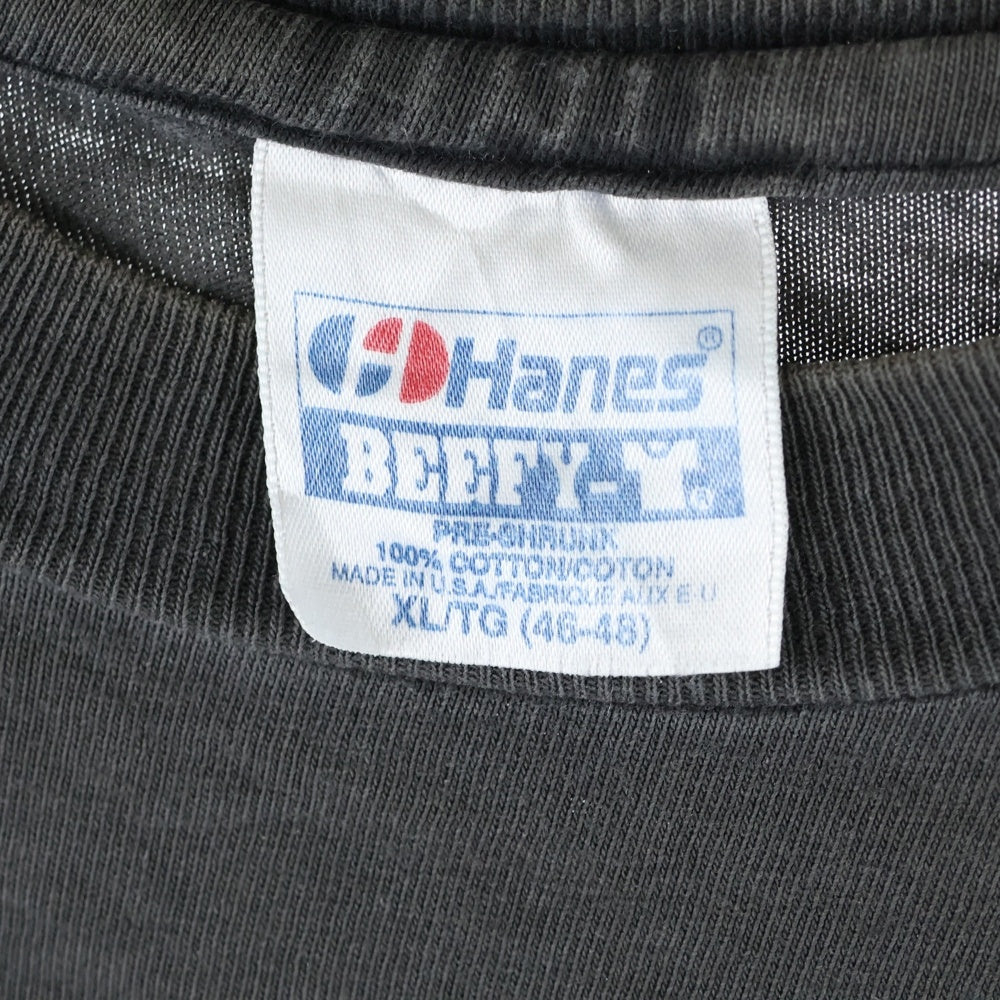 Hanes®
BEEFY-T®
PRE-SHRUNK
100% COTTON/COTON
MADE IN U.S.A./FABRIQUE AUX E-U
XL/TG (46-48)